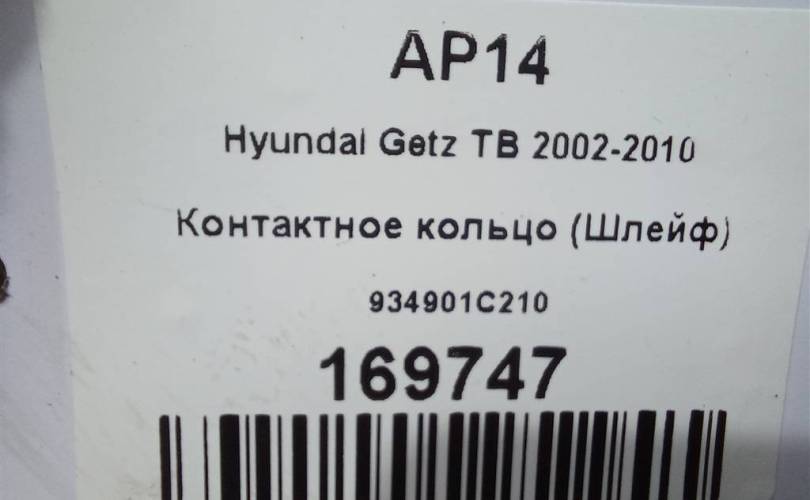 AP14
Hyundai Getz TB 2002-2010
Контактное кольцо (Шлейф)
934901C210
169747